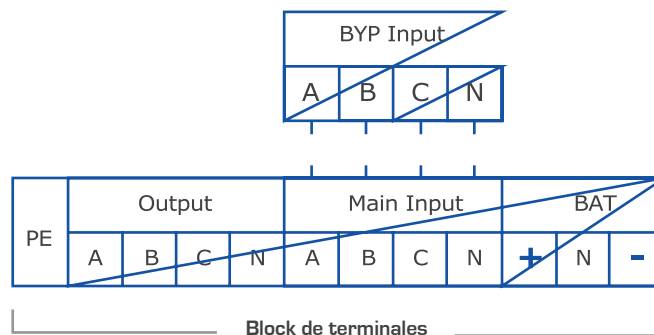 BYP Input
A B C N
Output Main Input BAT
PE
A B C N A B C N + N -
Block de terminales